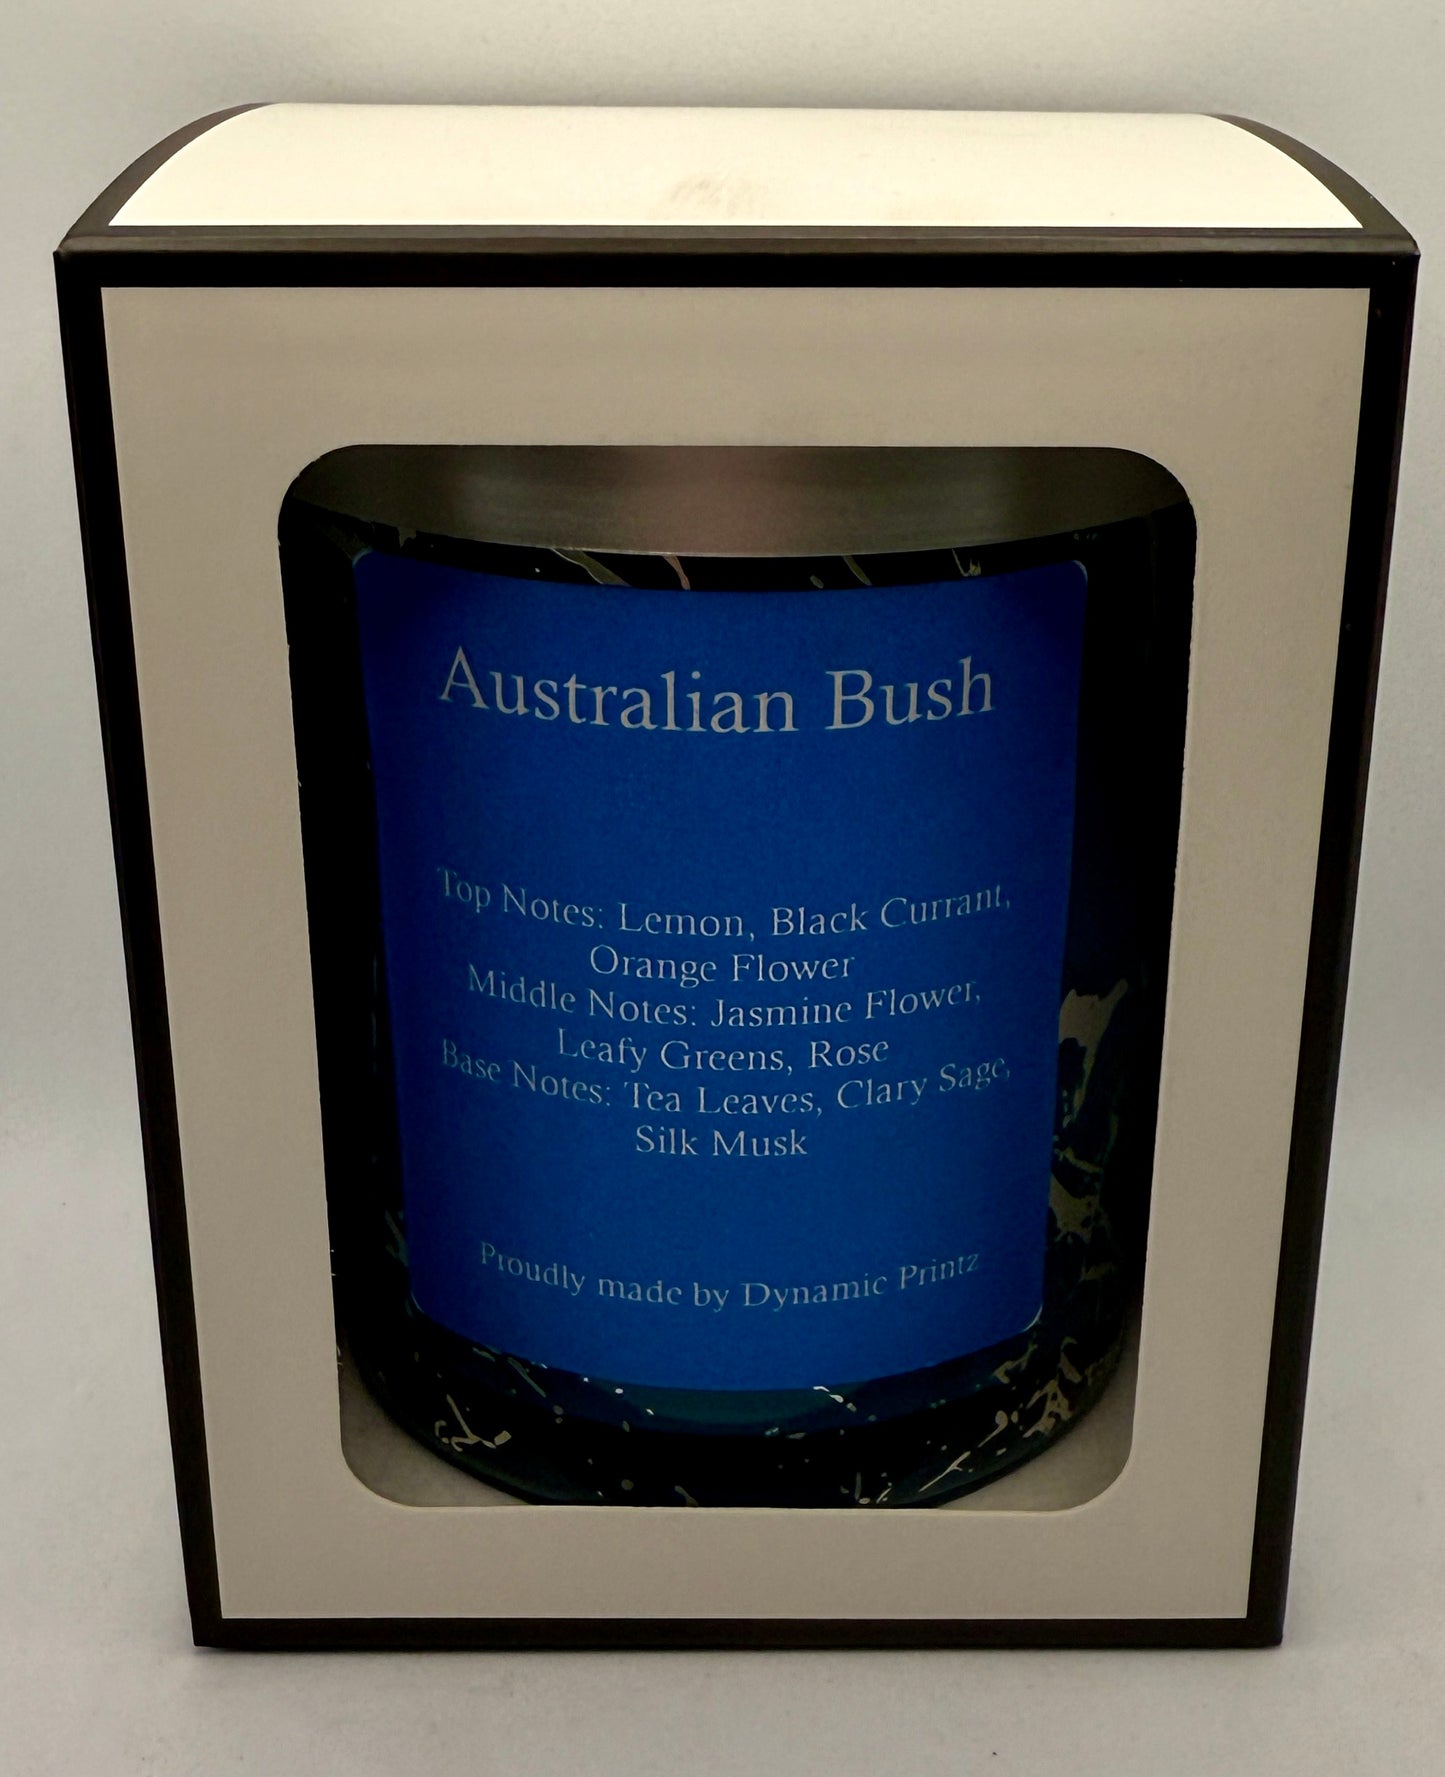 Australian Bush
Top Notes: Lemon, Black Currant,
Orange Flower
Middle Notes: Jasmine Flower,
Leafy Greens, Rose
Base Notes: Tea Leaves, Clary Sage,
Silk Musk
Proudly made by Dynamic Printz